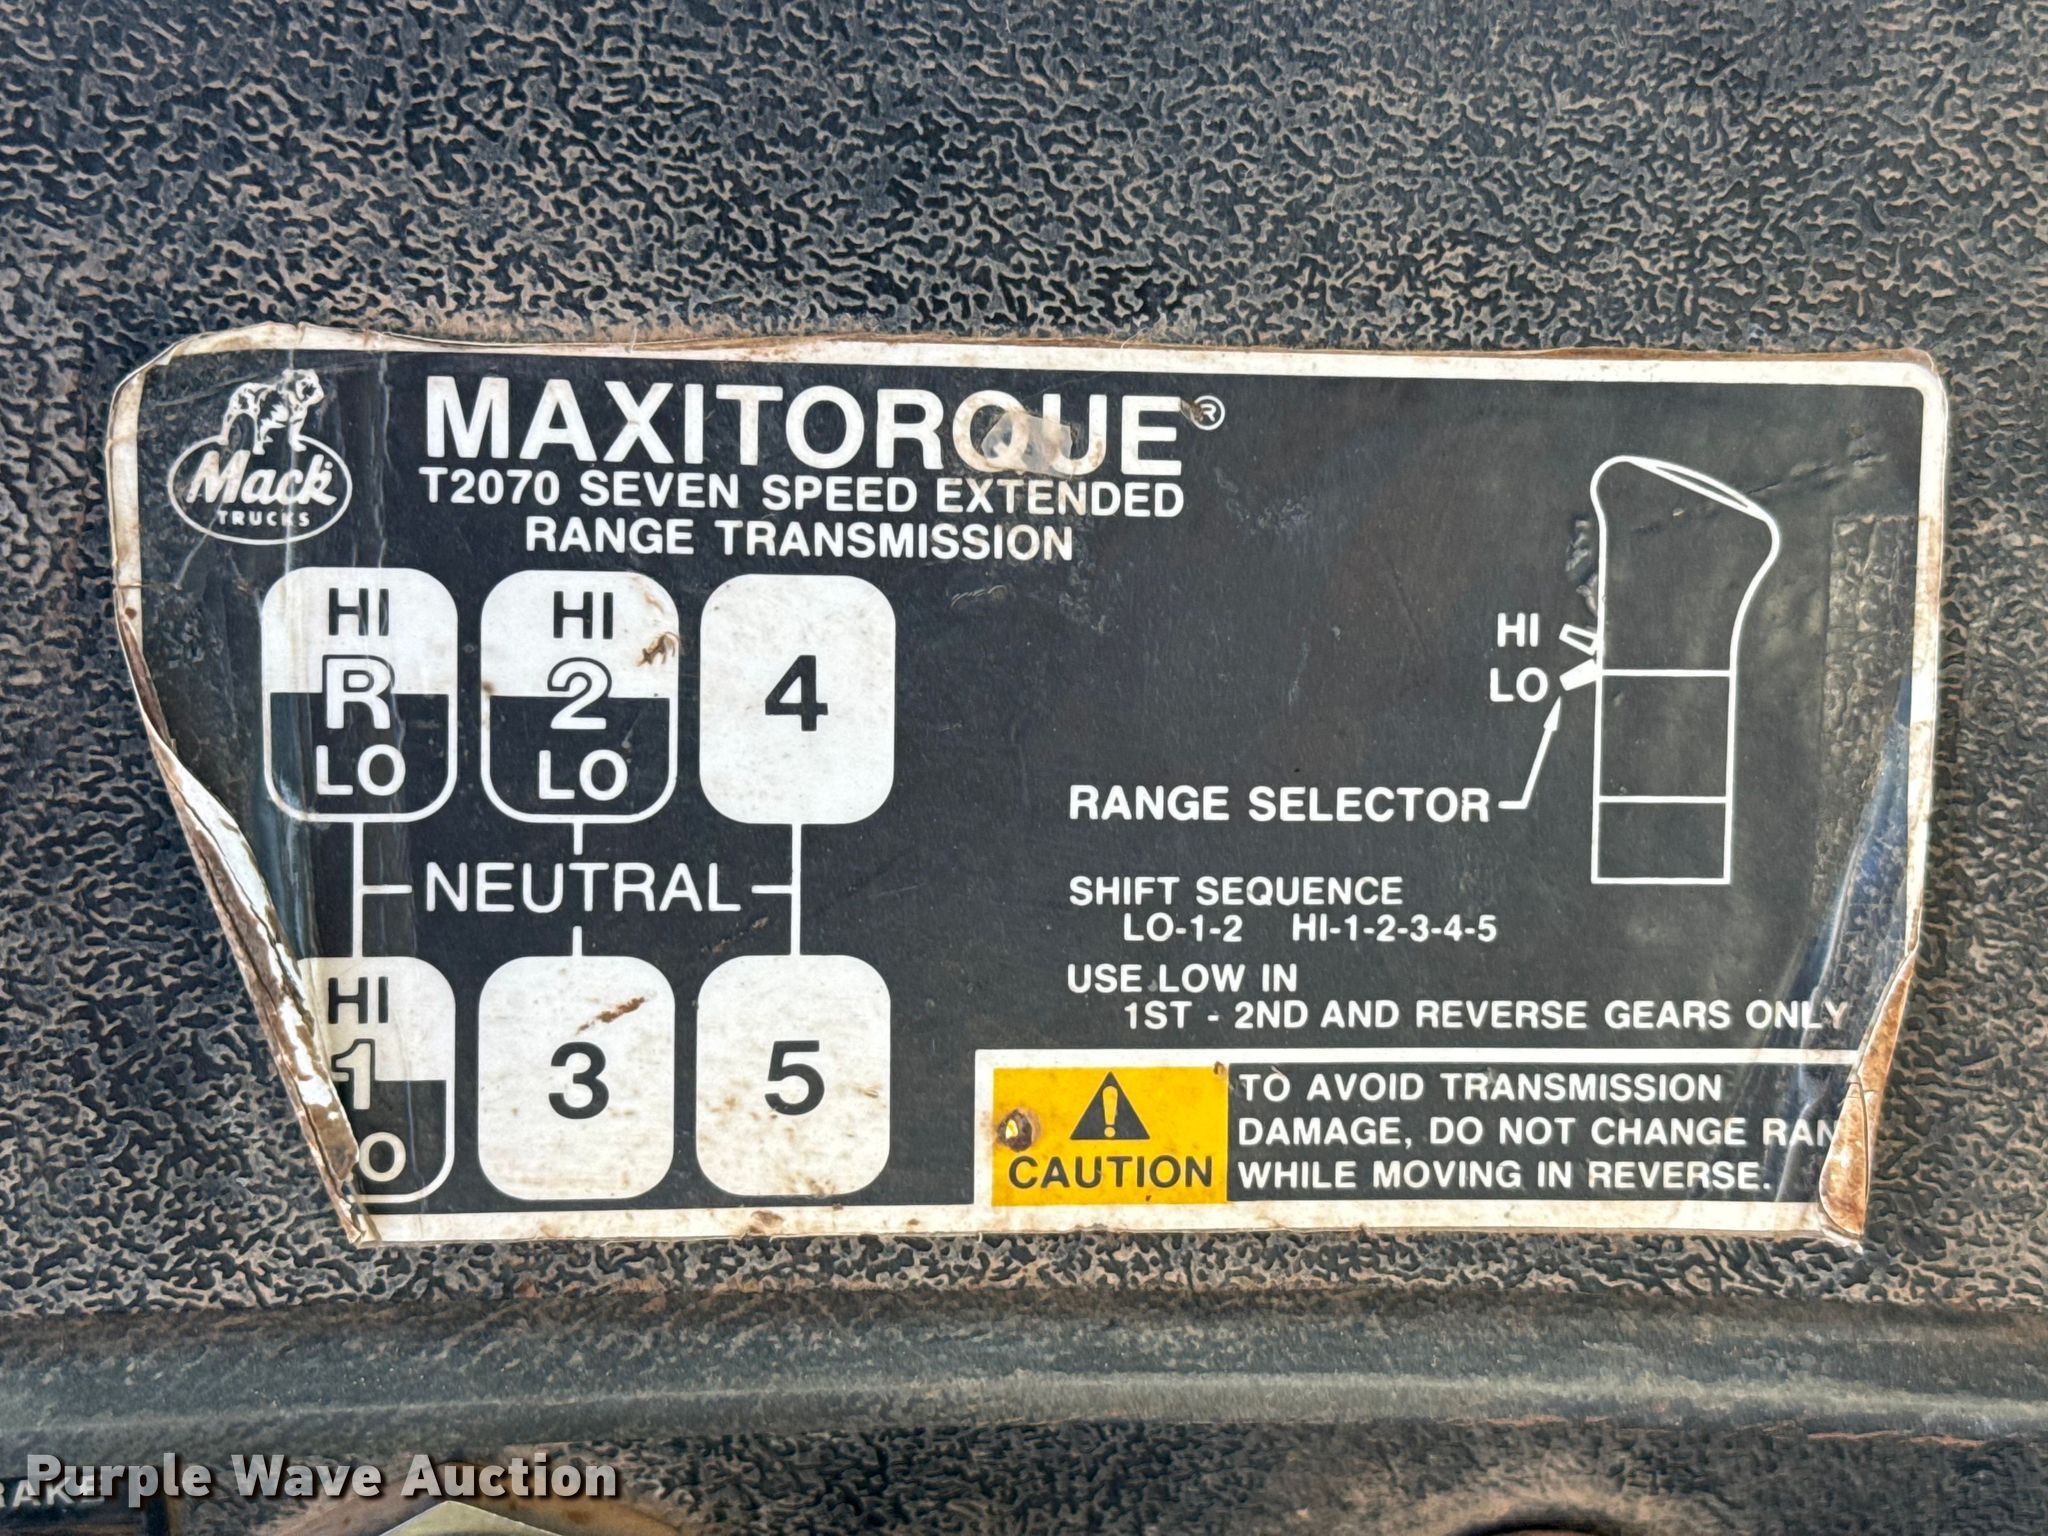 Mack
TRUCKS
MAXITORQUE®
T2070 SEVEN SPEED EXTENDED
RANGE TRANSMISSION
HI
R
LO
HI
2
LO
4
NEUTRAL
HI
1
O
3
5
HI
LO
RANGE SELECTOR
SHIFT SEQUENCE
LO-1-2 HI-1-2-3-4-5
USE LOW IN
1ST - 2ND AND REVERSE GEARS ONLY
CAUTION
TO AVOID TRANSMISSION
DAMAGE, DO NOT CHANGE RAN
WHILE MOVING IN REVERSE.
Purple Wave Auction